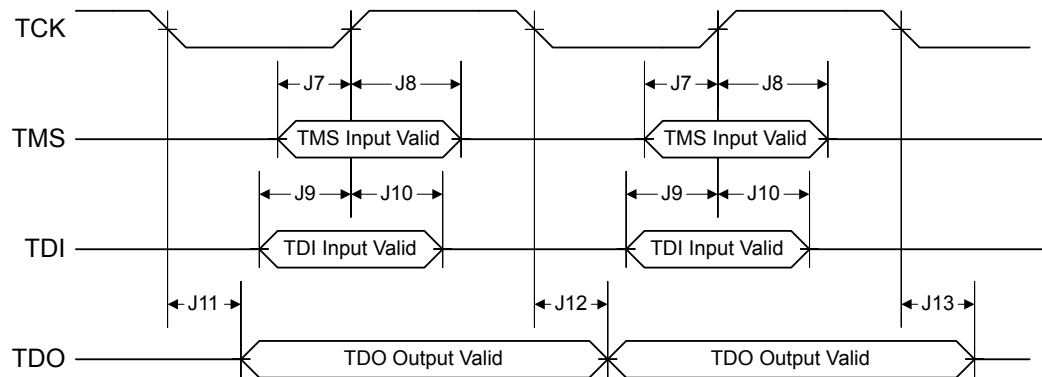 TCK
J7 J8 J7 J8
TMS TMS Input Valid TMS Input Valid
J9 J10 J9 J10
TDI TDI Input Valid TDI Input Valid
J11 J12 J13
TDO TDO Output Valid TDO Output Valid